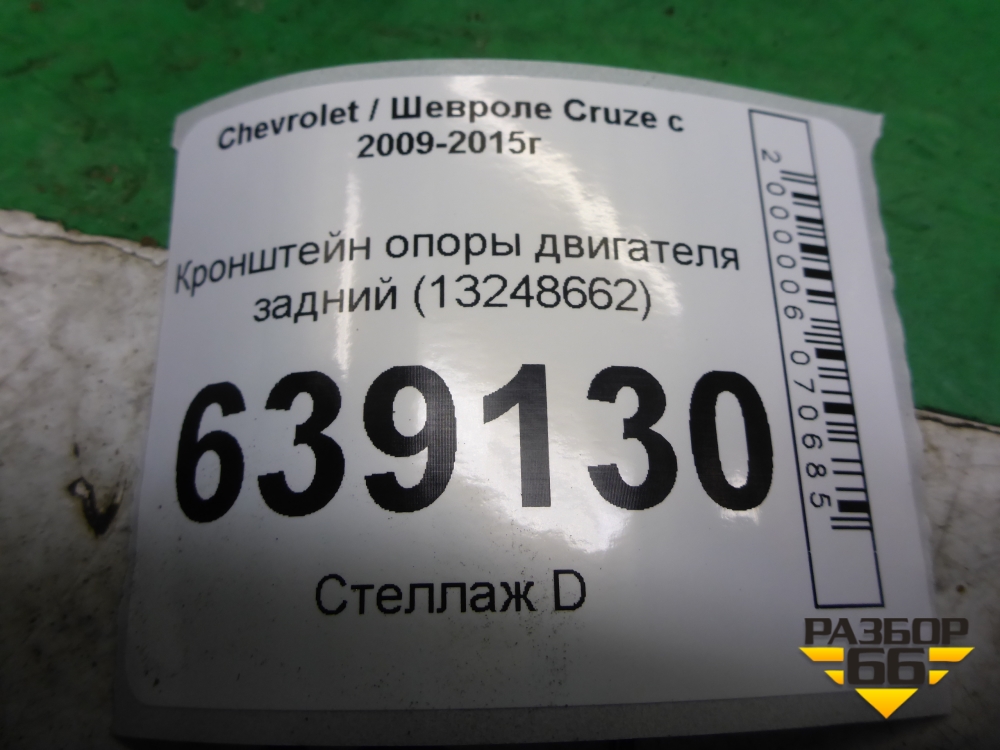 Chevrolet / Шевроле Cruze с
2009-2015г
Кронштейн опоры двигателя
задний (13248662)
639130
Стеллаж D
2000006070685
РАЗБОР
66